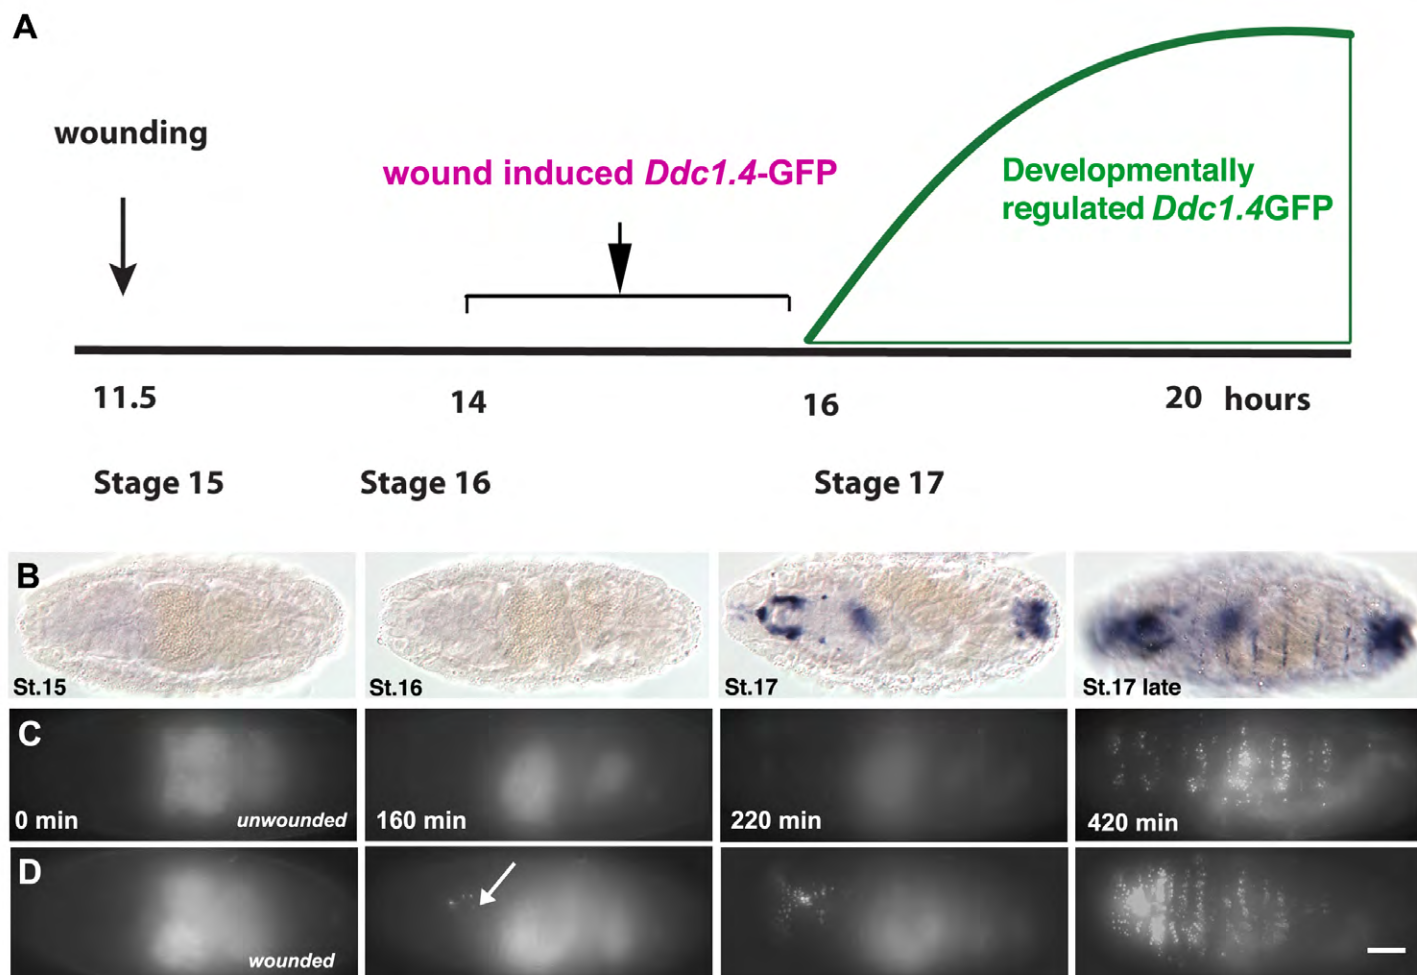 A
wounding
wound induced Ddc1.4-GFP
Developmentally
regulated Ddc1.4GFP
11.5
14
16
20 hours
Stage 15
Stage 16
Stage 17
B
St.15
St.16
St.17
St.17 late
C
0 min
unwounded
160 min
220 min
420 min
D
wounded